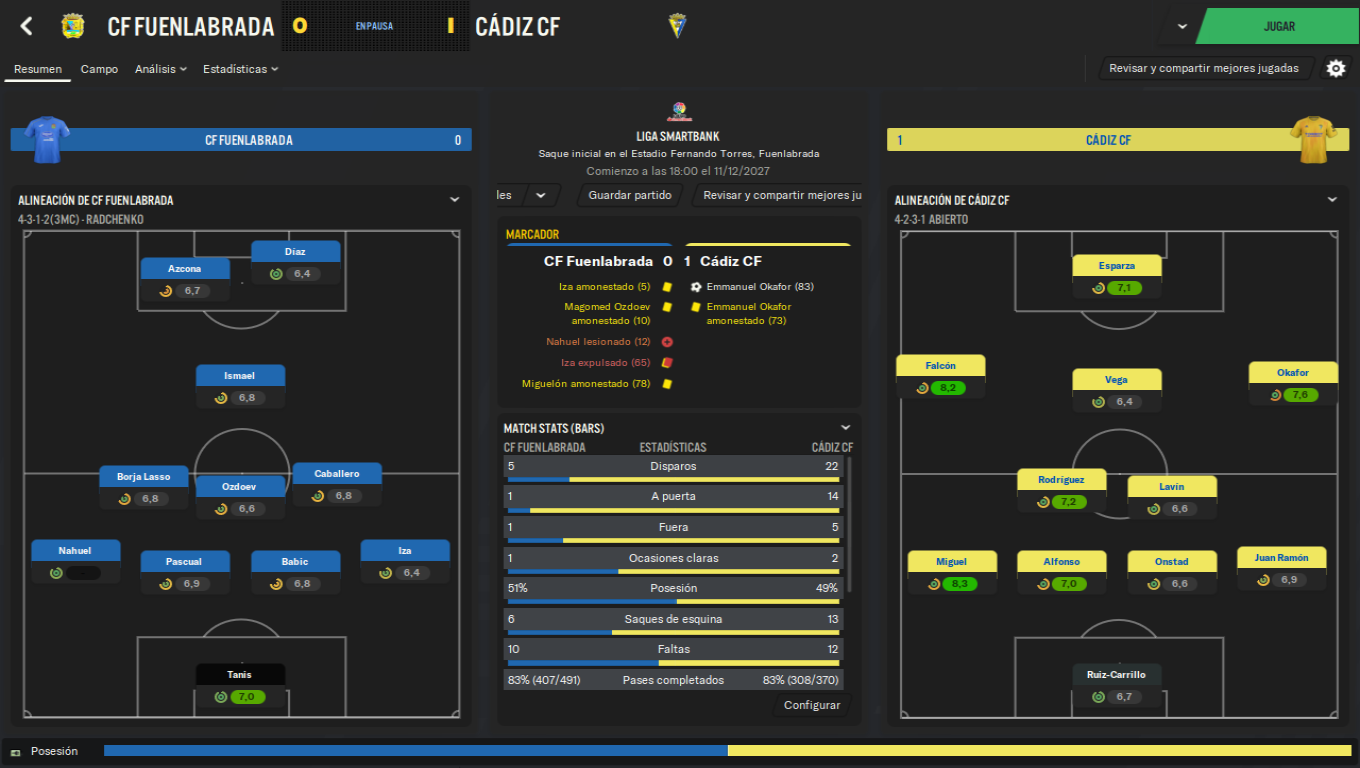 CF FUENLABRADA
0
EN PAUSA
1
CÁDIZ CF
JUGAR
Resumen
Campo
Análisis
Estadísticas
Revisar y compartir mejores jugadas
CF FUENLABRADA
0
LIGA SMARTBANK
Saque inicial en el Estadio Fernando Torres, Fuenlabrada
Comienzo a las 18:00 el 11/12/2027
les
Guardar partido
Revisar y compartir mejores ju
1
CÁDIZ CF
ALINEACIÓN DE CF FUENLABRADA
4-3-1-2(3MC) - RADCHENKO
Díaz
6,4
Azcona
6,7
Ismael
6,8
Caballero
6,8
Borja Lasso
6,8
Ozdoev
6,6
Nahuel
Pascual
6,9
Babic
6,8
Iza
6,4
Tanis
7,0
MARCADOR
CF Fuenlabrada 0 1 Cádiz CF
Iza amonestado (5)
Emmanuel Okafor (83)
Magomed Ozdoev
amonestado (10)
Emmanuel Okafor
amonestado (73)
Nahuel lesionado (12)
Iza expulsado (65)
Miguelón amonestado (78)
MATCH STATS (BARS)
CF FUENLABRADA ESTADÍSTICAS CÁDIZ CF
5 Disparos 22
1 A puerta 14
1 Fuera 5
1 Ocasiones claras 2
51% Posesión 49%
6 Saques de esquina 13
10 Faltas 12
83% (407/491) Pases completados 83% (308/370)
Configurar
ALINEACIÓN DE CÁDIZ CF
4-2-3-1 ABIERTO
Esparza
7,1
Falcón
8,2
Vega
6,4
Okafor
7,6
Rodríguez
7,2
Lavín
6,6
Miguel
8,3
Alfonso
7,0
Onstad
6,6
Juan Ramón
6,9
Ruiz-Carrillo
6,7
Posesión